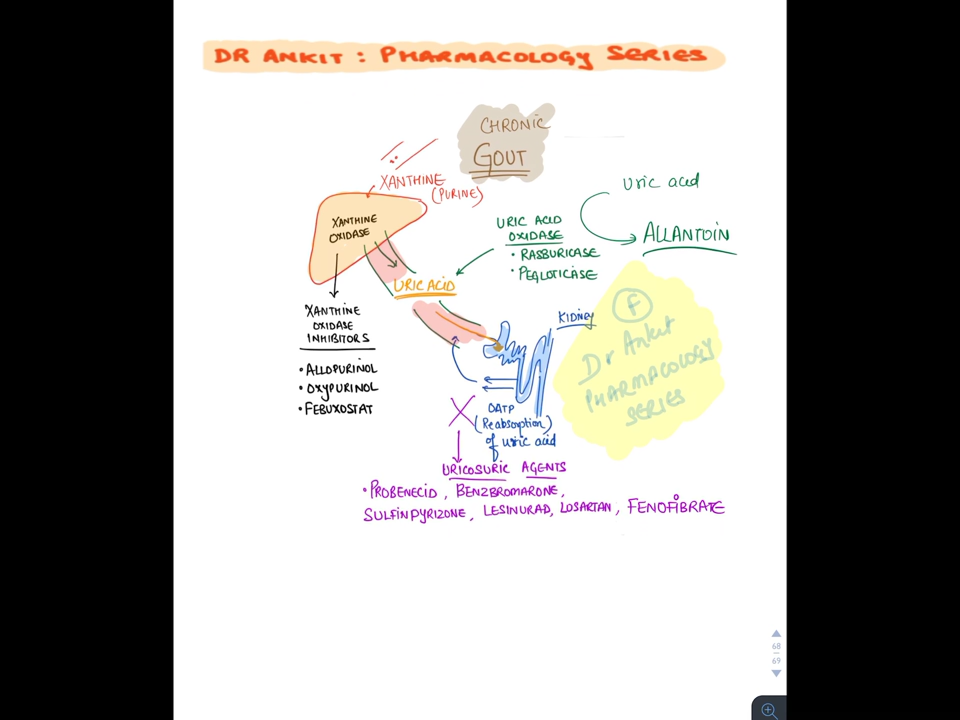 DR ANKIT : PHARMACOLOGY SERIES
CHRONIC
GOUT
XANTHINE
(PURINE)
XANTHINE
OXIDASE
URIC ACID
XANTHINE
OXIDASE
INHIBITORS
• ALLOPURINOL
• OXYPURINOL
• FEBUXOSTAT
URIC ACID
OXIDASE
• RASBURICASE
• PEGLOTICASE
Uric acid
ALLANTOIN
KIDNEY
OATP
(Reabsorption)
of uric acid
URICOSURIC AGENTS
• PROBENECID, BENZBROMARONE,
SULFINPYRIZONE, LESINURAD, LOSARTAN, FENOFIBRATE
F
Dr Ankit
PHARMACOLOGY
SERIES
68
69